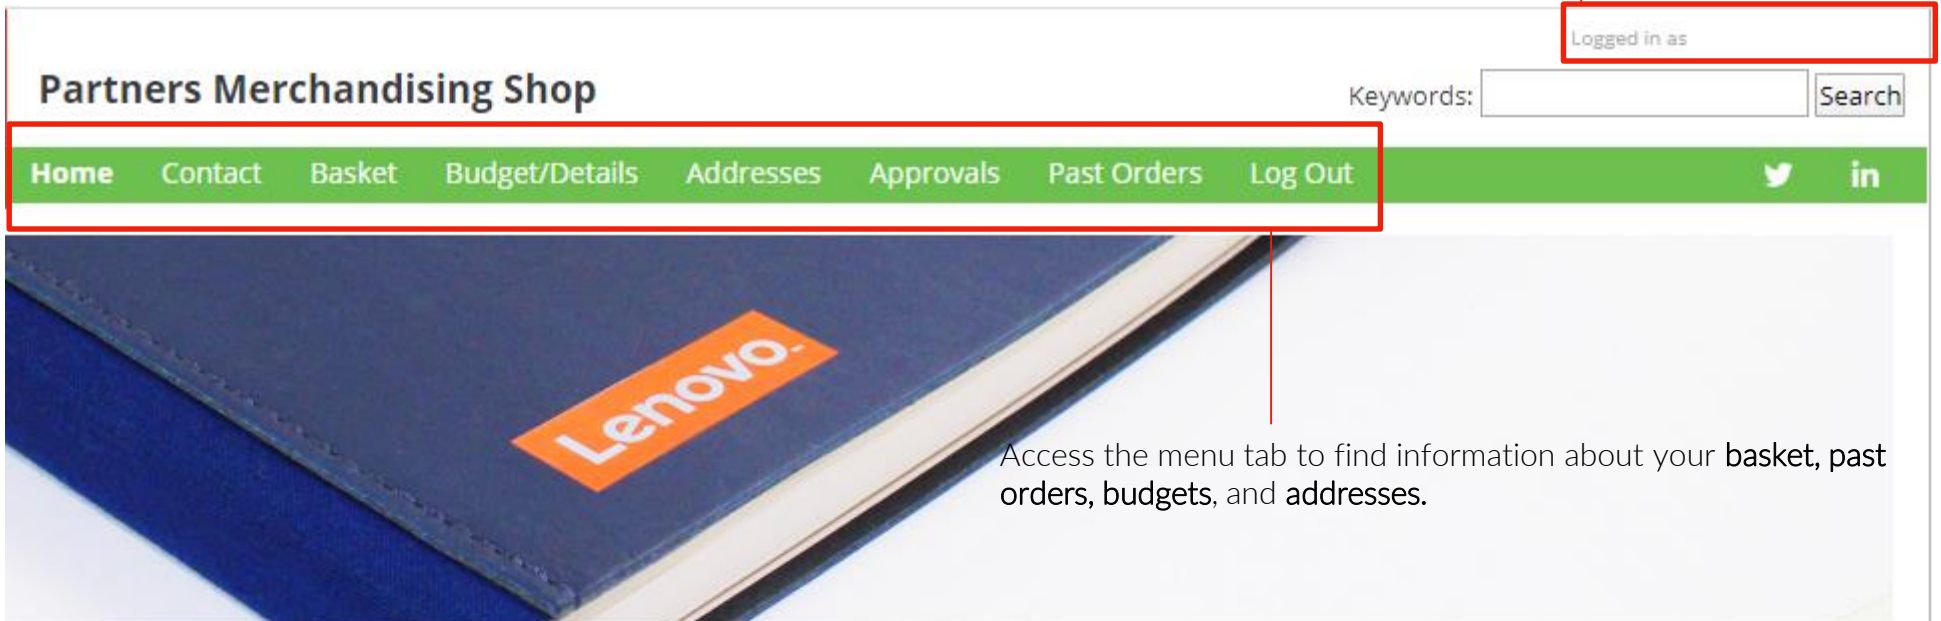 Logged in as
Partners Merchandising Shop
Keywords: Search
Home Contact Basket Budget/Details Addresses Approvals Past Orders Log Out in
Lenovo
Access the menu tab to find information about your basket, past
orders, budgets, and addresses.